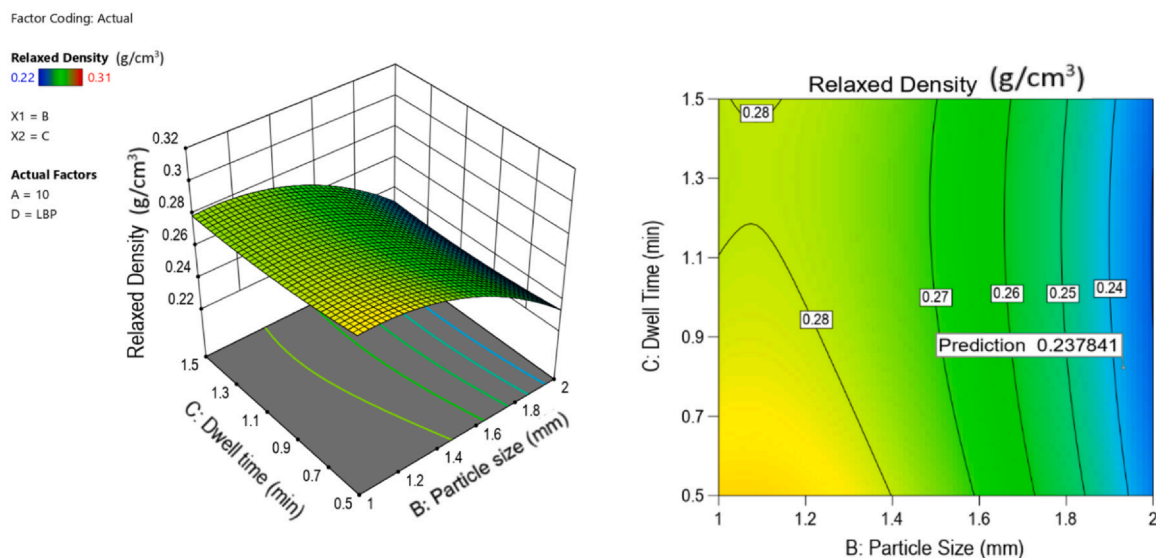 Factor Coding: Actual
Relaxed Density (g/cm³)
0.22 0.31
X1 = B
X2 = C
Actual Factors
A = 10
D = LBP
0.32
0.3
0.28
0.26
0.24
0.22
Relaxed Density (g/cm³)
1.5
1.3
1.1
0.9
0.7
0.5
C: Dwell time (min)
1
1.2
1.4
1.6
1.8
2
B: Particle size (mm)
Relaxed Density (g/cm³)
1.5
1.3
1.1
0.9
0.7
0.5
C: Dwell Time (min)
0.28
0.28
0.27
0.26
0.25
0.24
Prediction 0.237841
1 1.2 1.4 1.6 1.8 2
B: Particle Size (mm)